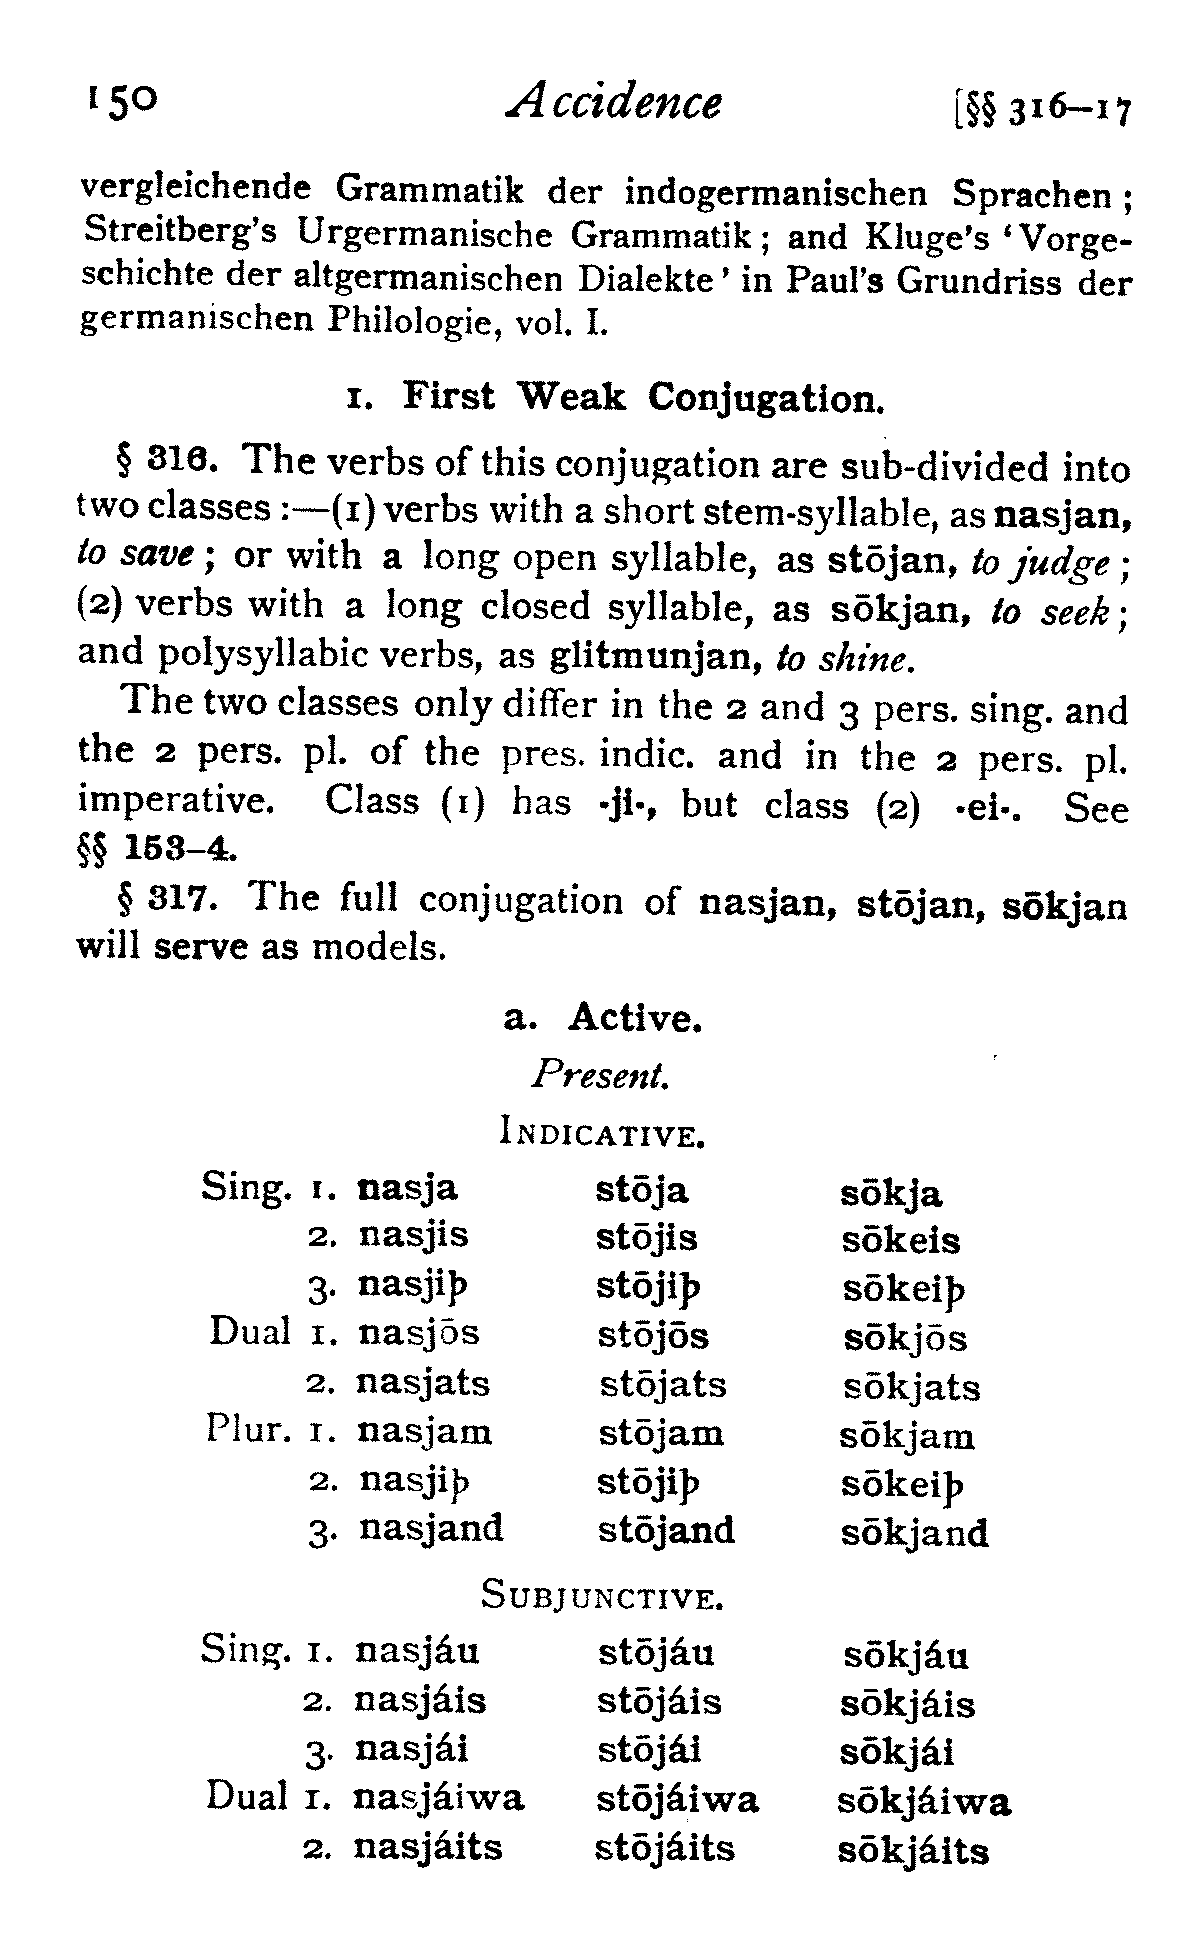 150 Accidence [§§ 316–17
vergleichende Grammatik der indogermanischen Sprachen ;
Streitberg's Urgermanische Grammatik ; and Kluge's ‘Vorge-
schichte der altgermanischen Dialekte’ in Paul's Grundriss der
germanischen Philologie, vol. I.
1. First Weak Conjugation.
§ 316. The verbs of this conjugation are sub-divided into
two classes :—(1) verbs with a short stem-syllable, as nasjan,
to save ; or with a long open syllable, as stōjan, to judge ;
(2) verbs with a long closed syllable, as sōkjan, to seek ;
and polysyllabic verbs, as glitmunjan, to shine.
The two classes only differ in the 2 and 3 pers. sing. and
the 2 pers. pl. of the pres. indic. and in the 2 pers. pl.
imperative. Class (1) has -ji-, but class (2) -ei-. See
§§ 153–4.
§ 317. The full conjugation of nasjan, stōjan, sōkjan
will serve as models.
a. Active.
Present.
Indicative.
Sing. 1. nasja stōja sōkja
2. nasjis stōjis sōkeis
3. nasjiþ stōjiþ sōkeiþ
Dual 1. nasjōs stōjōs sōkjōs
2. nasjats stōjats sōkjats
Plur. 1. nasjam stōjam sōkjam
2. nasjiþ stōjiþ sōkeiþ
3. nasjand stōjand sōkjand
Subjunctive.
Sing. 1. nasjáu stōjáu sōkjáu
2. nasjáis stōjáis sōkjáis
3. nasjái stōjái sōkjái
Dual 1. nasjáiwa stōjáiwa sōkjáiwa
2. nasjáits stōjáits sōkjáits